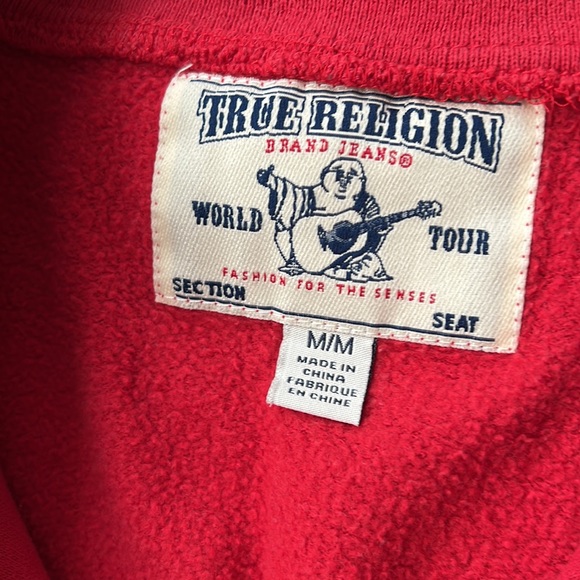 TRUE RELIGION
BRAND JEANS®
WORLD TOUR
FASHION FOR THE SENSES
SECTION SEAT
M/M
MADE IN
CHINA
FABRIQUE
EN CHINE